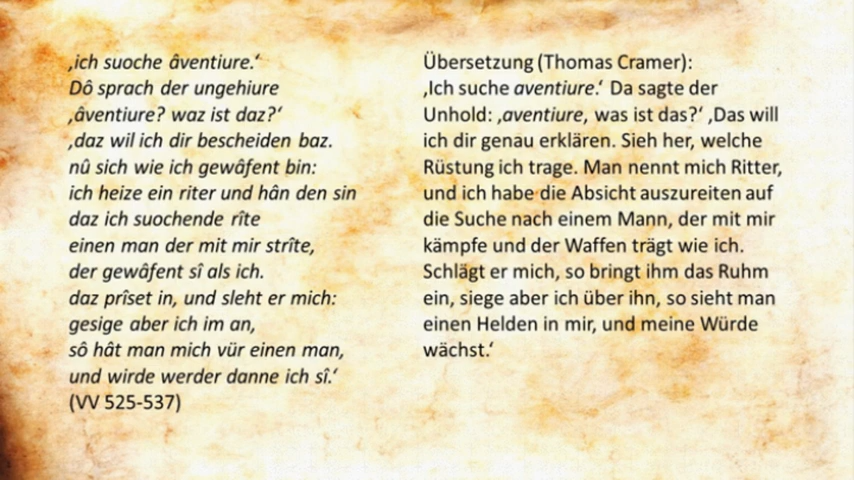 ‚ich suoche âventiure.‘
Dô sprach der ungehiure
‚âventiure? waz ist daz?‘
‚daz wil ich dir bescheiden baz.
nû sich wie ich gewâfent bin:
ich heize ein riter und hân den sin
daz ich suochende rîte
einen man der mit mir strîte,
der gewâfent sî als ich.
daz prîset in, und sleht er mich:
gesige aber ich im an,
sô hât man mich vür einen man,
und wirde werder danne ich sî.‘
(VV 525-537)
Übersetzung (Thomas Cramer):
‚Ich suche aventiure.‘ Da sagte der
Unhold: ‚aventiure, was ist das?‘ ‚Das will
ich dir genau erklären. Sieh her, welche
Rüstung ich trage. Man nennt mich Ritter,
und ich habe die Absicht auszureiten auf
die Suche nach einem Mann, der mit mir
kämpfe und der Waffen trägt wie ich.
Schlägt er mich, so bringt ihm das Ruhm
ein, siege aber ich über ihn, so sieht man
einen Helden in mir, und meine Würde
wächst.‘